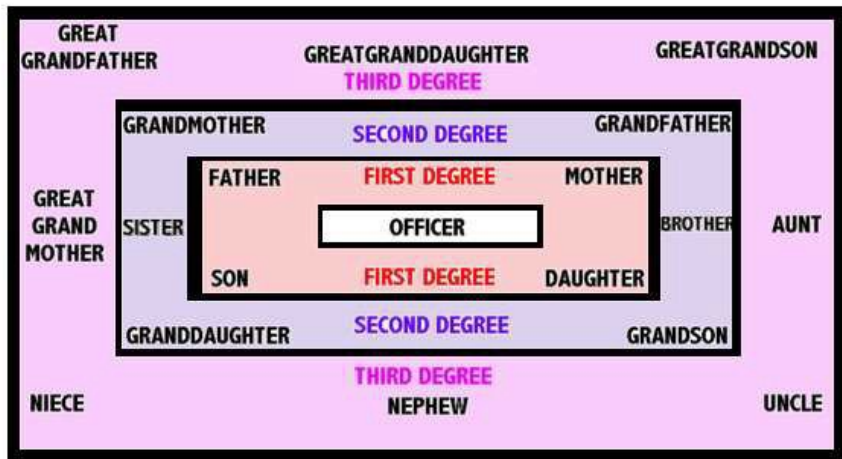 GREAT
GRANDFATHER
GREATGRANDDAUGHTER
GREATGRANDSON
THIRD DEGREE
GRANDMOTHER
SECOND DEGREE
GRANDFATHER
FATHER
FIRST DEGREE
MOTHER
GREAT
GRAND
MOTHER
SISTER
OFFICER
BROTHER
AUNT
SON
FIRST DEGREE
DAUGHTER
GRANDDAUGHTER
SECOND DEGREE
GRANDSON
THIRD DEGREE
NIECE
NEPHEW
UNCLE